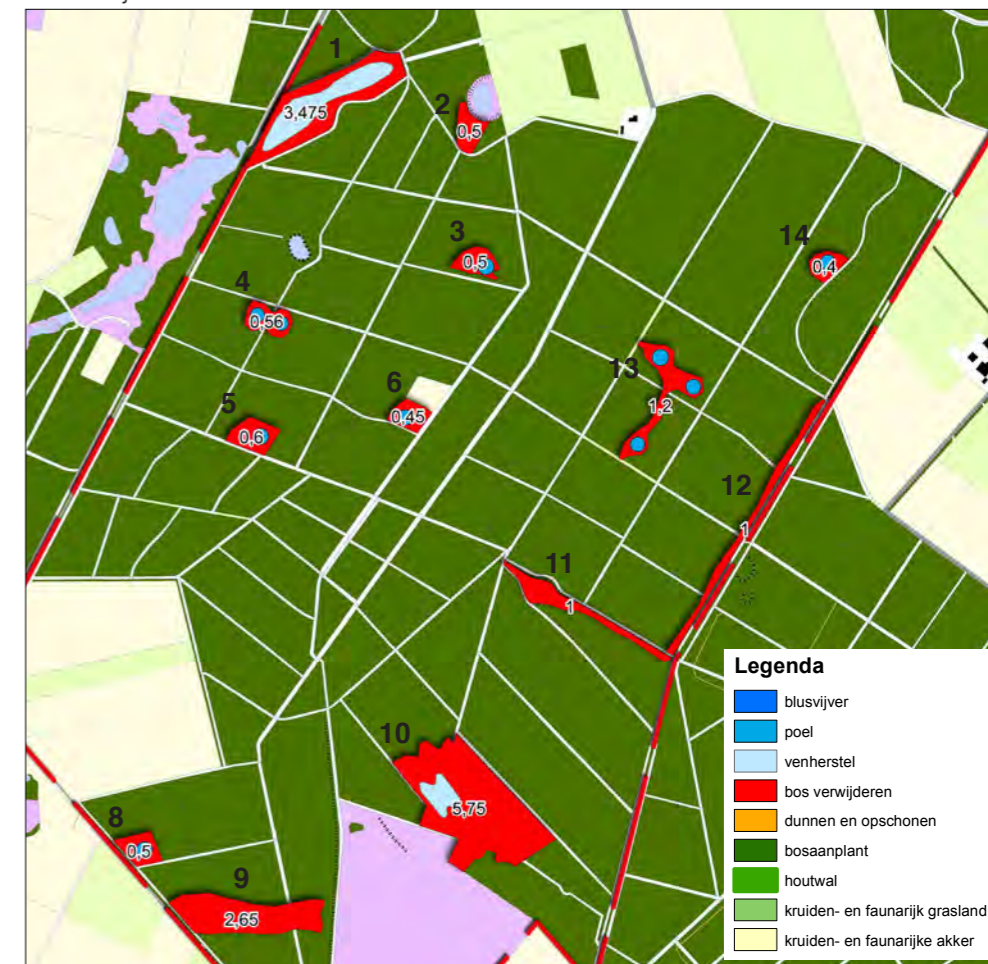 1
3,475
2
0,5
3
0,5
14
0,4
4
0,56
13
1,2
6
0,45
5
0,6
12
1
11
1
10
5,75
8
0,5
9
2,65
Legenda
blusvijver
poel
venherstel
bos verwijderen
dunnen en opschonen
bosaanplant
houtwal
kruiden- en faunarijk grasland
kruiden- en faunarijke akker